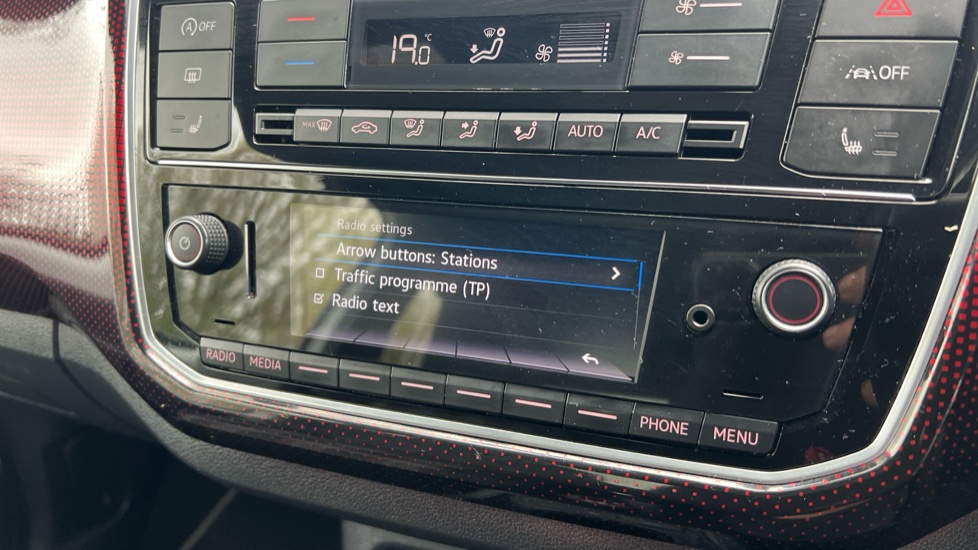 OFF
19.0 °C
OFF
MAX
AUTO
A/C
Radio settings
Arrow buttons: Stations
Traffic programme (TP)
Radio text
RADIO
MEDIA
PHONE
MENU